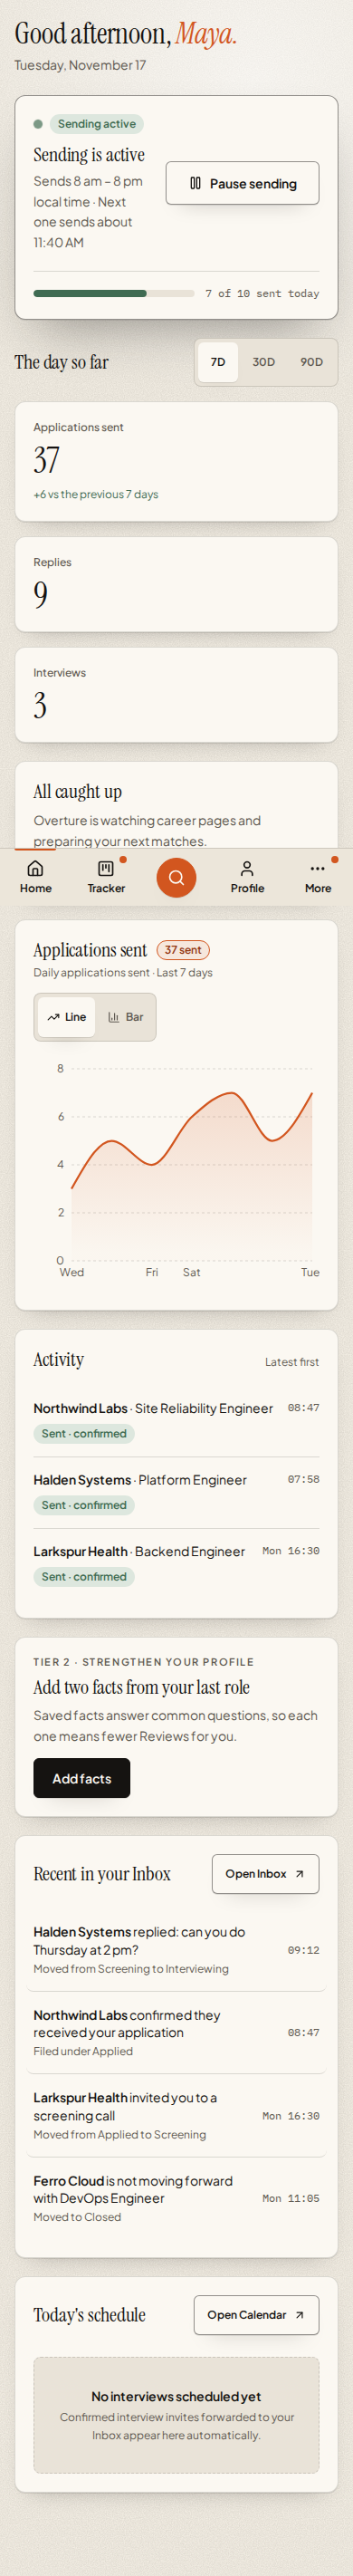 Good afternoon, Maya.
Tuesday, November 17
Sending active
Sending is active
Sends 8 am – 8 pm
local time · Next
one sends about
11:40 AM
Pause sending
7 of 10 sent today
The day so far
7D 30D 90D
Applications sent
37
+6 vs the previous 7 days
Replies
9
Interviews
3
All caught up
Overture is watching career pages and
preparing your next matches.
Home Tracker Profile More
Applications sent 37 sent
Daily applications sent · Last 7 days
Line Bar
8
6
4
2
0
Wed Fri Sat Tue
Activity Latest first
Northwind Labs · Site Reliability Engineer 08:47
Sent · confirmed
Halden Systems · Platform Engineer 07:58
Sent · confirmed
Larkspur Health · Backend Engineer Mon 16:30
Sent · confirmed
TIER 2 · STRENGTHEN YOUR PROFILE
Add two facts from your last role
Saved facts answer common questions, so each
one means fewer Reviews for you.
Add facts
Recent in your Inbox Open Inbox
Halden Systems replied: can you do
Thursday at 2 pm? 09:12
Moved from Screening to Interviewing
Northwind Labs confirmed they
received your application 08:47
Filed under Applied
Larkspur Health invited you to a
screening call Mon 16:30
Moved from Applied to Screening
Ferro Cloud is not moving forward
with DevOps Engineer Mon 11:05
Moved to Closed
Today's schedule Open Calendar
No interviews scheduled yet
Confirmed interview invites forwarded to your
Inbox appear here automatically.